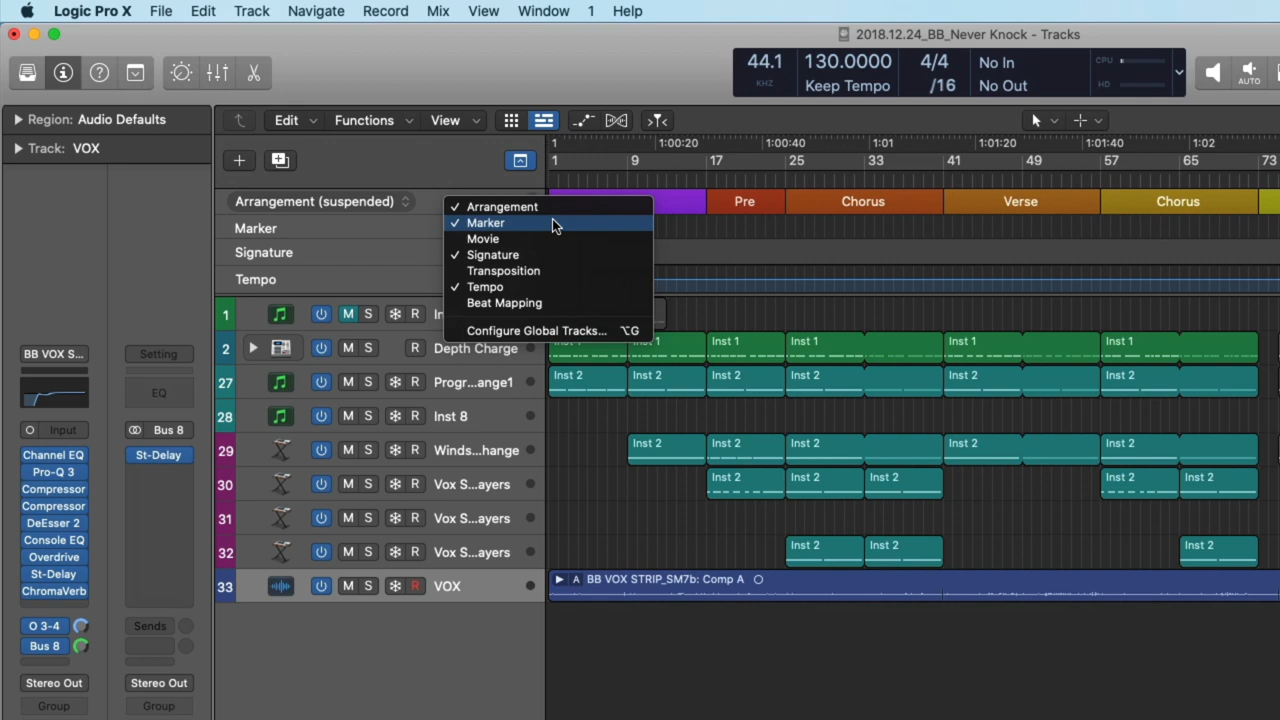 Logic Pro X File Edit Track Navigate Record Mix View Window 1 Help
2018.12.24_BB_Never Knock - Tracks
44.1 130.0000 4/4 No In CPU
KHZ Keep Tempo /16 No Out HD
AUTO
Region: Audio Defaults
Edit Functions View
Track: VOX
1 1:00:20 1:00:40 1:01 1:01:20 1:01:40 1:02
1 9 17 25 33 41 49 57 65 73
Arrangement (suspended)
Pre Chorus Verse Chorus
Marker
Signature
Tempo
✓ Arrangement
✓ Marker
Movie
✓ Signature
Transposition
✓ Tempo
Beat Mapping
Configure Global Tracks... ⌥G
1 M S R
2 M S R Depth Charge
Inst 1 Inst 1 Inst 1 Inst 1 Inst 1
27 M S R Progr...ange1
Inst 2 Inst 2 Inst 2 Inst 2 Inst 2 Inst 2
28 M S R Inst 8
29 M S R Winds...hange
Inst 2 Inst 2 Inst 2 Inst 2 Inst 2
30 M S R Vox S...ayers
Inst 2 Inst 2 Inst 2 Inst 2 Inst 2
31 M S R Vox S...ayers
32 M S R Vox S...ayers
Inst 2 Inst 2 Inst 2
33 M S R VOX
A BB VOX STRIP_SM7b: Comp A
BB VOX S...
Setting
EQ
Input
Bus 8
Channel EQ
St-Delay
Pro-Q 3
Compressor
Compressor
DeEsser 2
Console EQ
Overdrive
St-Delay
ChromaVerb
O 3-4
Sends
Bus 8
Stereo Out
Stereo Out
Group
Group